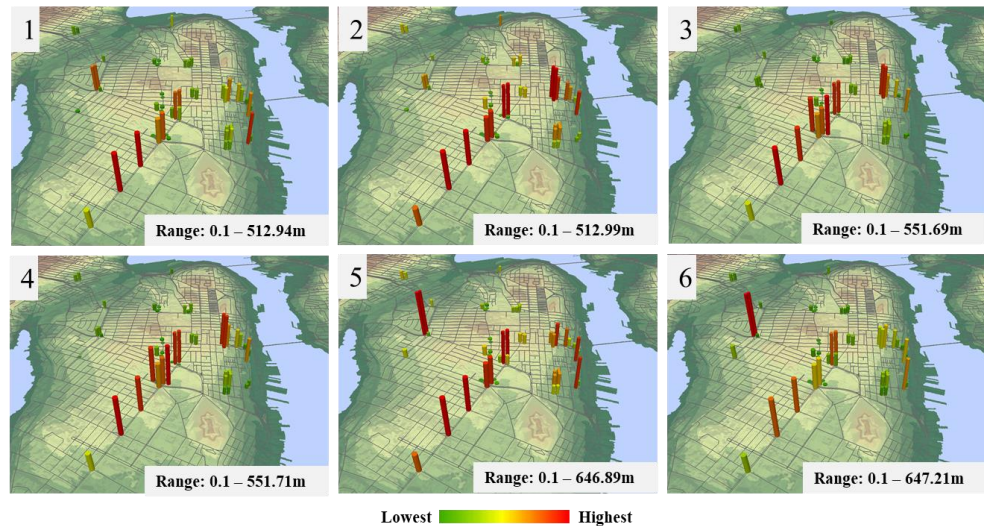 1
2
3
Range: 0.1 – 512.94m
Range: 0.1 – 512.99m
Range: 0.1 – 551.69m
4
5
6
Range: 0.1 – 551.71m
Range: 0.1 – 646.89m
Range: 0.1 – 647.21m
Lowest Highest